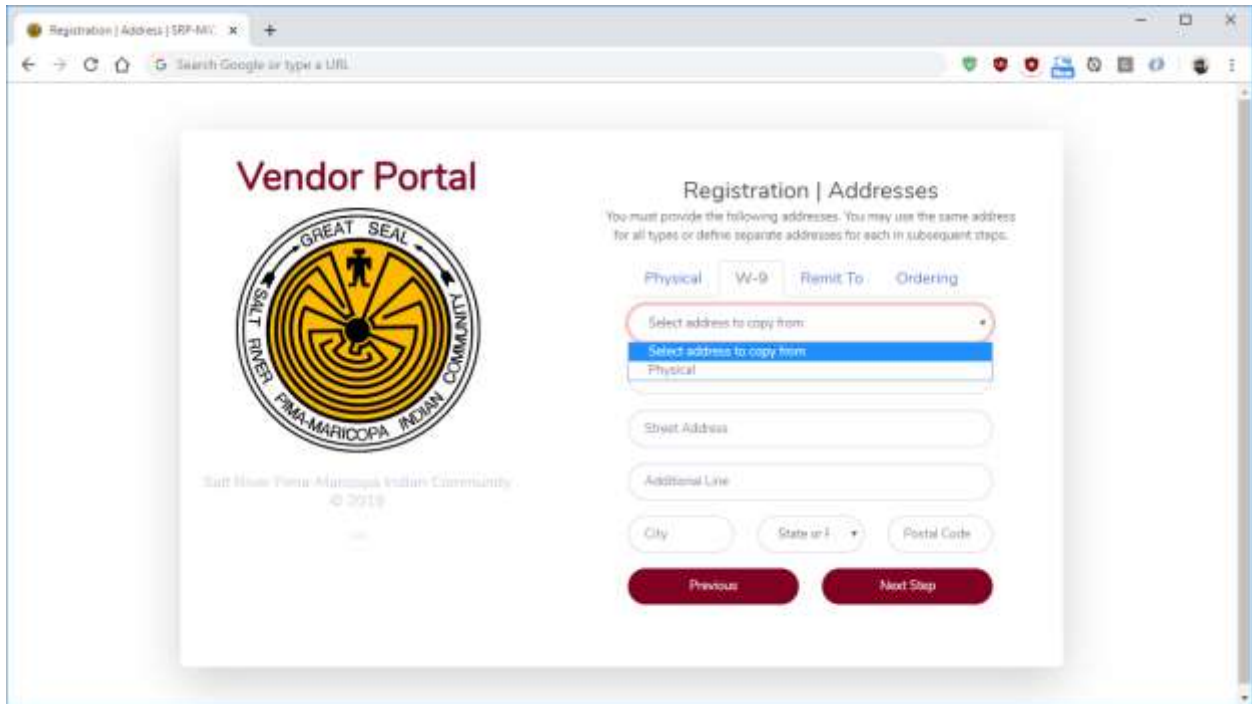 Registration | Address | SRP-MI
Search Google or type a URL
Vendor Portal
GREAT SEAL
SALT RIVER PIMA-MARICOPA INDIAN COMMUNITY
Salt River Pima-Maricopa Indian Community
© 2019
Registration | Addresses
You must provide the following addresses. You may use the same address
for all types or define separate addresses for each in subsequent steps.
Physical W-9 Remit To Ordering
Select address to copy from
Select address to copy from
Physical
Street Address
Additional Line
City State or Postal Code
Previous Next Step